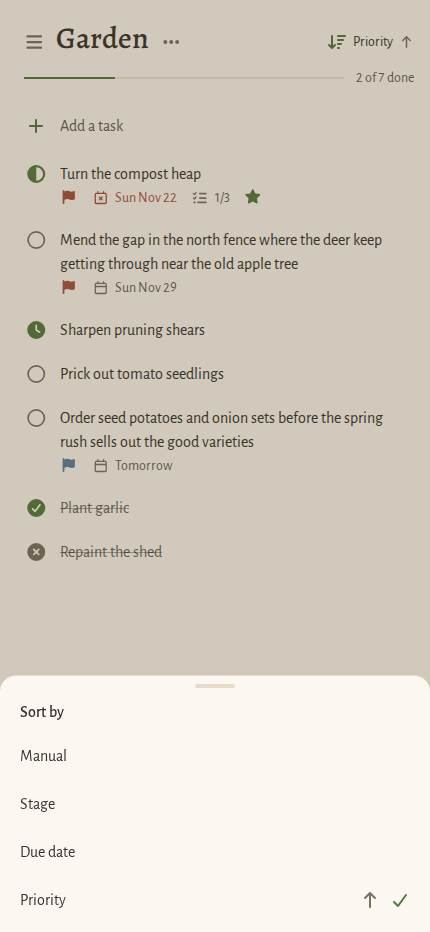 Garden
Priority
2 of 7 done
Add a task
Turn the compost heap
Sun Nov 22 1/3
Mend the gap in the north fence where the deer keep
getting through near the old apple tree
Sun Nov 29
Sharpen pruning shears
Prick out tomato seedlings
Order seed potatoes and onion sets before the spring
rush sells out the good varieties
Tomorrow
Plant garlic
Repaint the shed
Sort by
Manual
Stage
Due date
Priority